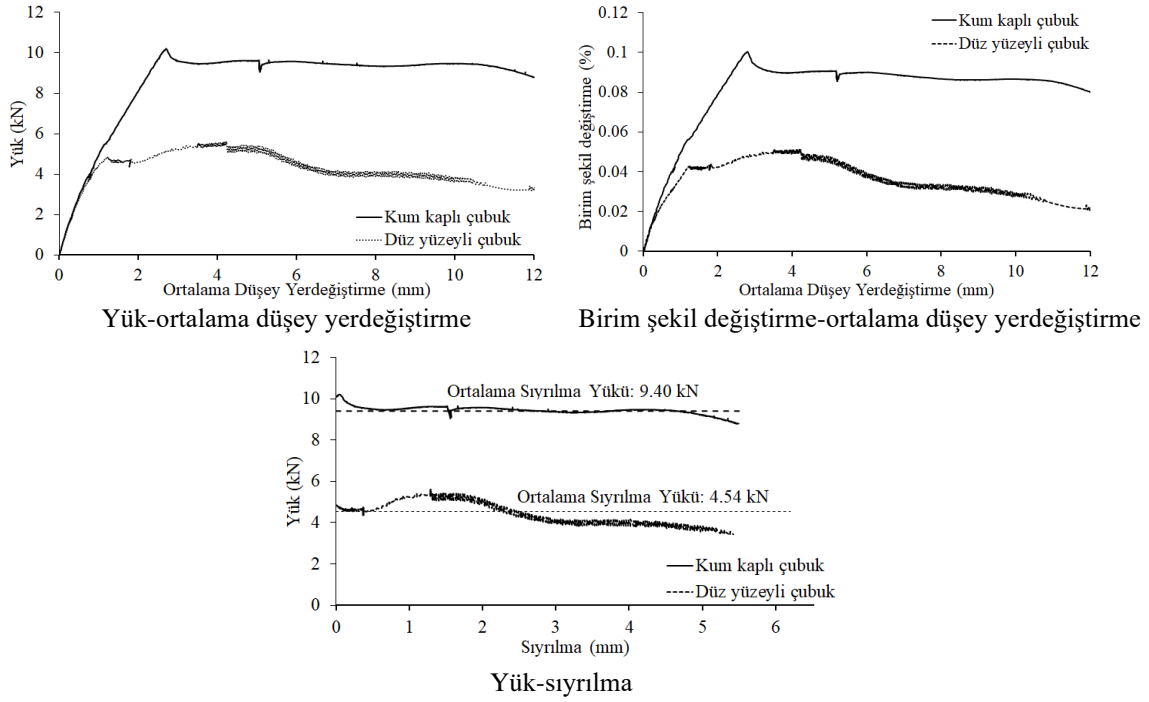 12
10
8
6
4
2
0
Yük (kN)
Kum kaplı çubuk
Düz yüzeyli çubuk
0 2 4 6 8 10 12
Ortalama Düşey Yerdeğiştirme (mm)
Yük-ortalama düşey yerdeğiştirme
0.12
0.1
0.08
0.06
0.04
0.02
0
Birim şekil değiştirme (%)
Kum kaplı çubuk
Düz yüzeyli çubuk
0 2 4 6 8 10 12
Ortalama Düşey Yerdeğiştirme (mm)
Birim şekil değiştirme-ortalama düşey yerdeğiştirme
12
10
8
6
4
2
0
Yük (kN)
Ortalama Sıyrılma Yükü: 9.40 kN
Ortalama Sıyrılma Yükü: 4.54 kN
Kum kaplı çubuk
Düz yüzeyli çubuk
0 1 2 3 4 5 6
Sıyrılma (mm)
Yük-sıyrılma